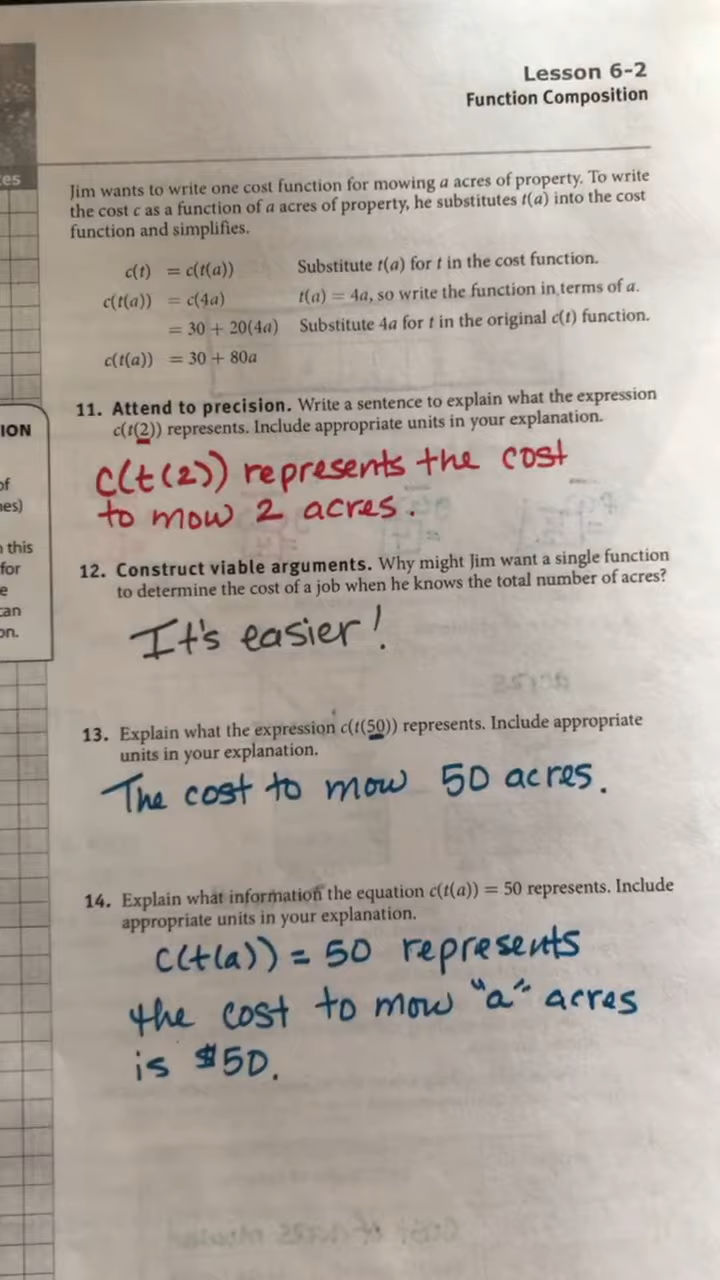 Lesson 6-2
Function Composition
es
Jim wants to write one cost function for mowing a acres of property. To write
the cost c as a function of a acres of property, he substitutes t(a) into the cost
function and simplifies.
c(t) = c(t(a)) Substitute t(a) for t in the cost function.
c(t(a)) = c(4a) t(a) = 4a, so write the function in terms of a.
= 30 + 20(4a) Substitute 4a for t in the original c(t) function.
c(t(a)) = 30 + 80a
11. Attend to precision. Write a sentence to explain what the expression
c(t(2)) represents. Include appropriate units in your explanation.
C(t(2)) represents the cost
to mow 2 acres.
ION
of
nes)
this
for
e
can
on.
12. Construct viable arguments. Why might Jim want a single function
to determine the cost of a job when he knows the total number of acres?
It's easier!
13. Explain what the expression c(t(50)) represents. Include appropriate
units in your explanation.
The cost to mow 50 acres.
14. Explain what information the equation c(t(a)) = 50 represents. Include
appropriate units in your explanation.
C(t(a)) = 50 represents
the cost to mow "a" acres
is $50.